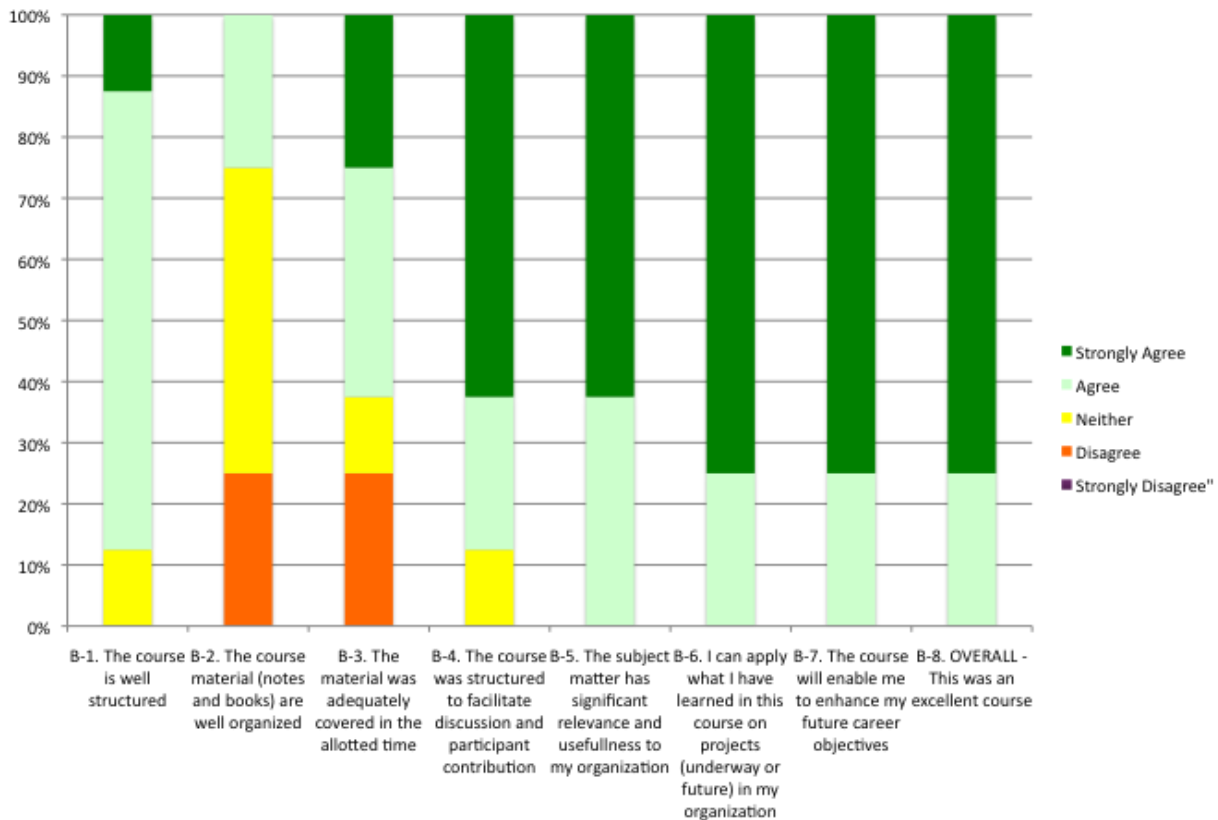 100%
90%
80%
70%
60%
50%
40%
30%
20%
10%
0%
B-1. The course
is well
structured
B-2. The course
material (notes
and books) are
well organized
B-3. The
material was
adequately
covered in the
allotted time
B-4. The course
was structured
to facilitate
discussion and
participant
contribution
B-5. The subject
matter has
significant
relevance and
usefullness to
my organization
B-6. I can apply
what I have
learned in this
course on
projects
(underway or
future) in my
organization
B-7. The course
will enable me
to enhance my
future career
objectives
B-8. OVERALL -
This was an
excellent course
Strongly Agree
Agree
Neither
Disagree
Strongly Disagree"